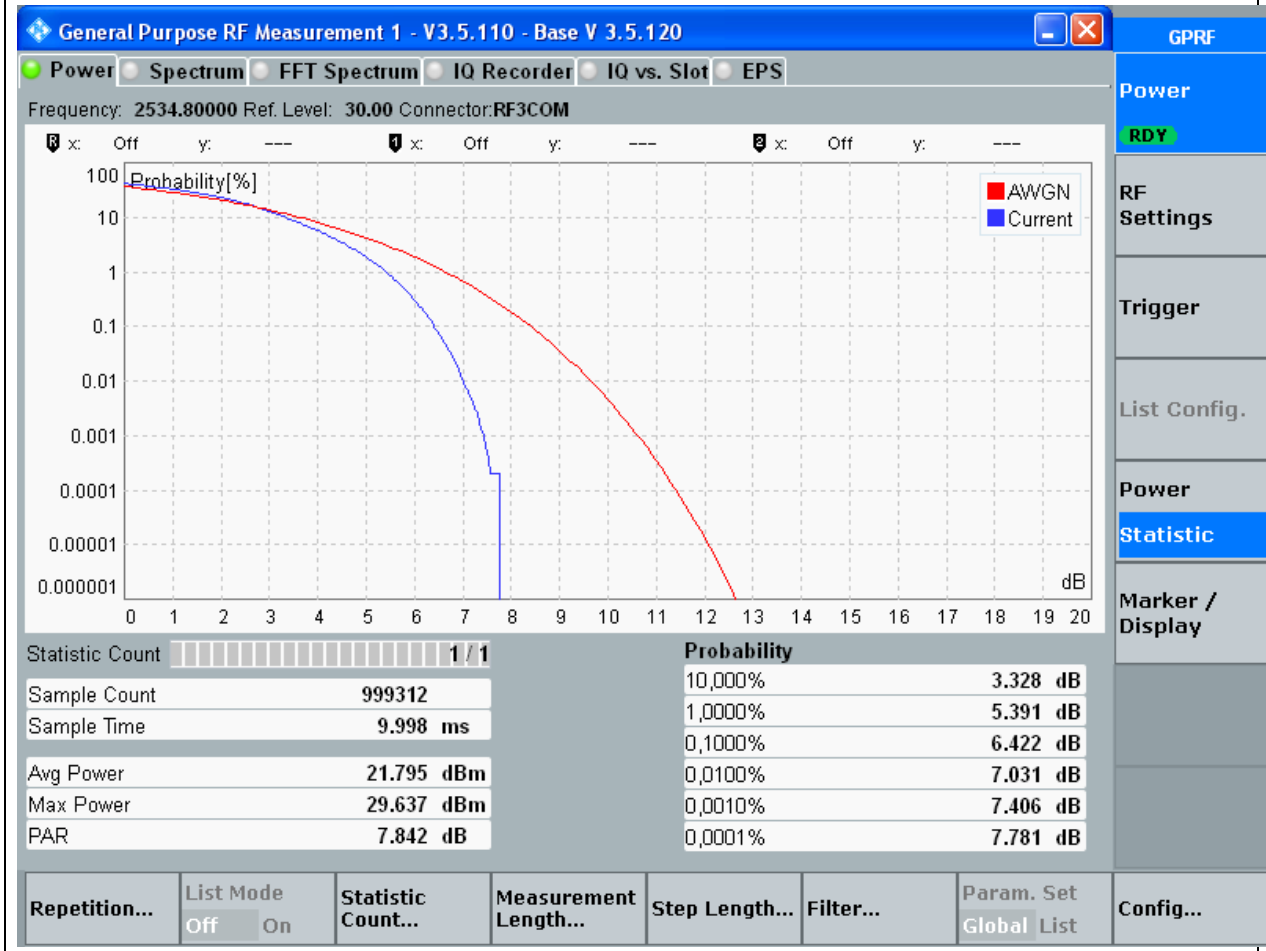 General Purpose RF Measurement 1 - V3.5.110 - Base V 3.5.120
GPRF
Power Spectrum FFT Spectrum IQ Recorder IQ vs. Slot EPS
Power
RDY
Frequency: 2534.80000 Ref. Level: 30.00 Connector:RF3COM
R x: Off y: --- 1 x: Off y: --- 2 x: Off y: ---
Probability[%]
AWGN
Current
100
10
1
0.1
0.01
0.001
0.0001
0.00001
0.000001
dB
0 1 2 3 4 5 6 7 8 9 10 11 12 13 14 15 16 17 18 19 20
RF
Settings
Trigger
List Config.
Power
Statistic
Marker /
Display
Statistic Count 1 / 1
Sample Count 999312
Sample Time 9.998 ms
Avg Power 21.795 dBm
Max Power 29.637 dBm
PAR 7.842 dB
Probability
10,000% 3.328 dB
1,0000% 5.391 dB
0,1000% 6.422 dB
0,0100% 7.031 dB
0,0010% 7.406 dB
0,0001% 7.781 dB
Repetition...
List Mode
Off On
Statistic
Count...
Measurement
Length...
Step Length...
Filter...
Param. Set
Global List
Config...